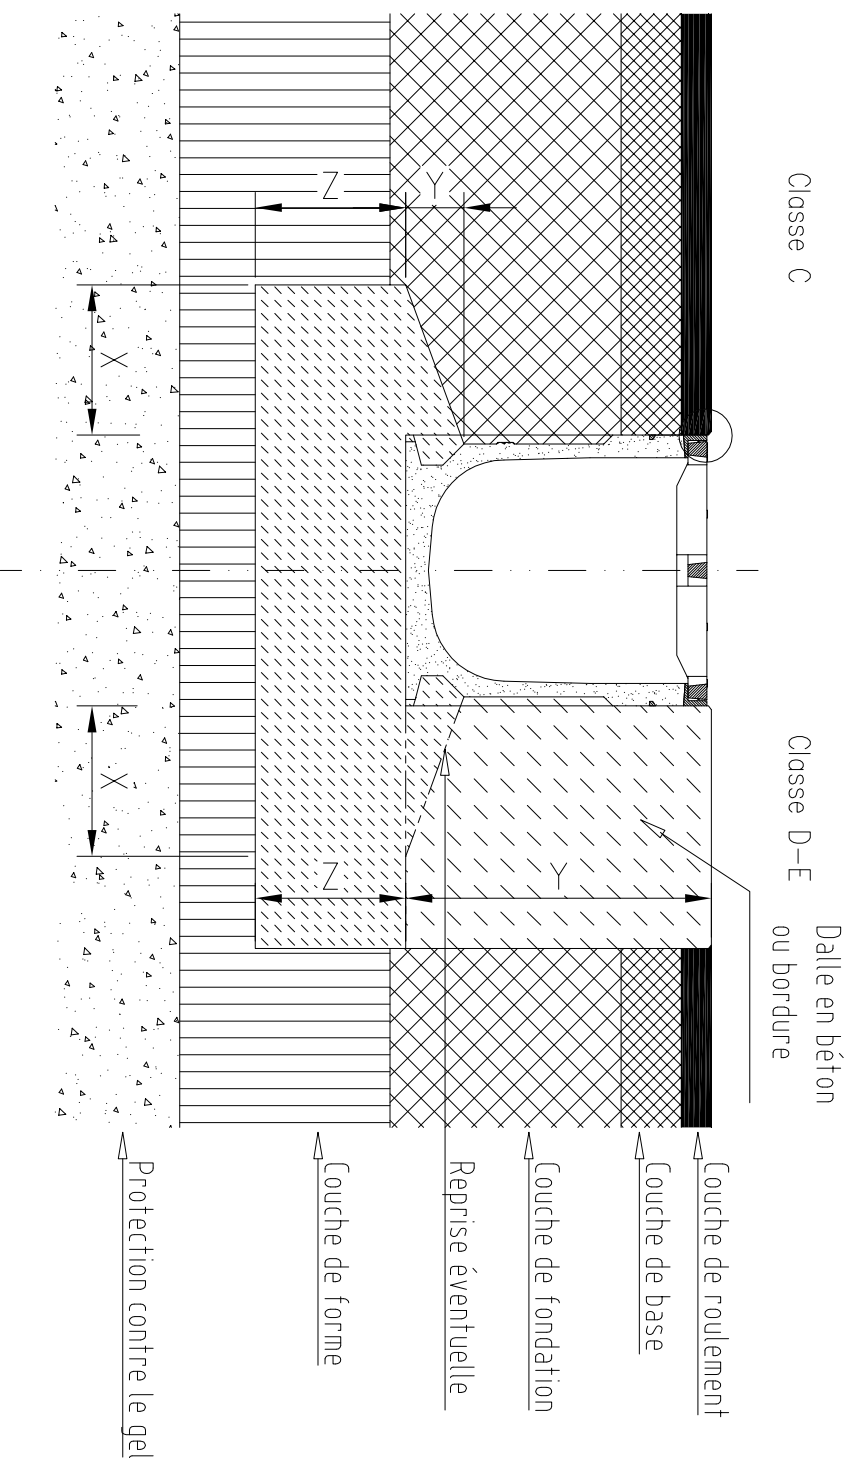 Classe C
Classe D-E
Dalle en béton
ou bordure
Z
Y
X
X
Z
Y
Couche de roulement
Couche de base
Couche de fondation
Reprise éventuelle
Couche de forme
Protection contre le gel